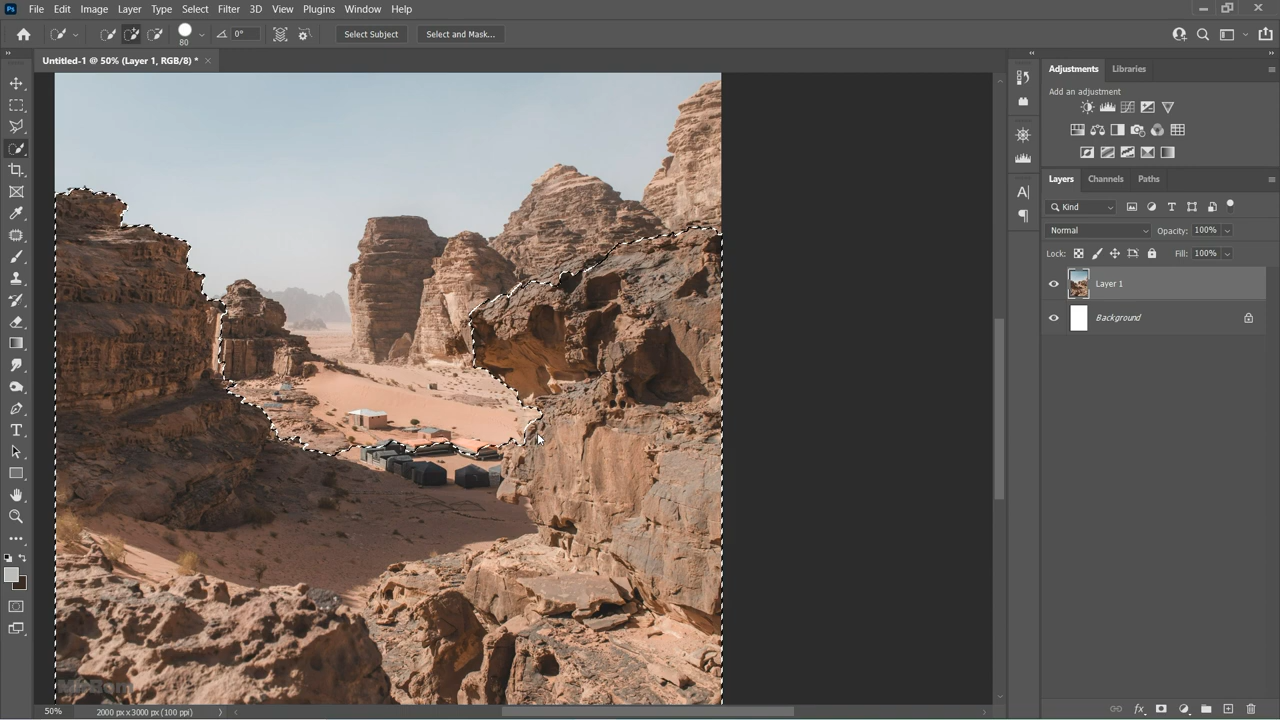 Ps File Edit Image Layer Type Select Filter 3D View Plugins Window Help
80 0° Select Subject Select and Mask...
Untitled-1 @ 50% (Layer 1, RGB/8) * ×
Adjustments Libraries
Add an adjustment
Layers Channels Paths
Kind
Normal Opacity: 100%
Lock: Fill: 100%
Layer 1
Background
50% 2000 px x 3000 px (100 ppi)